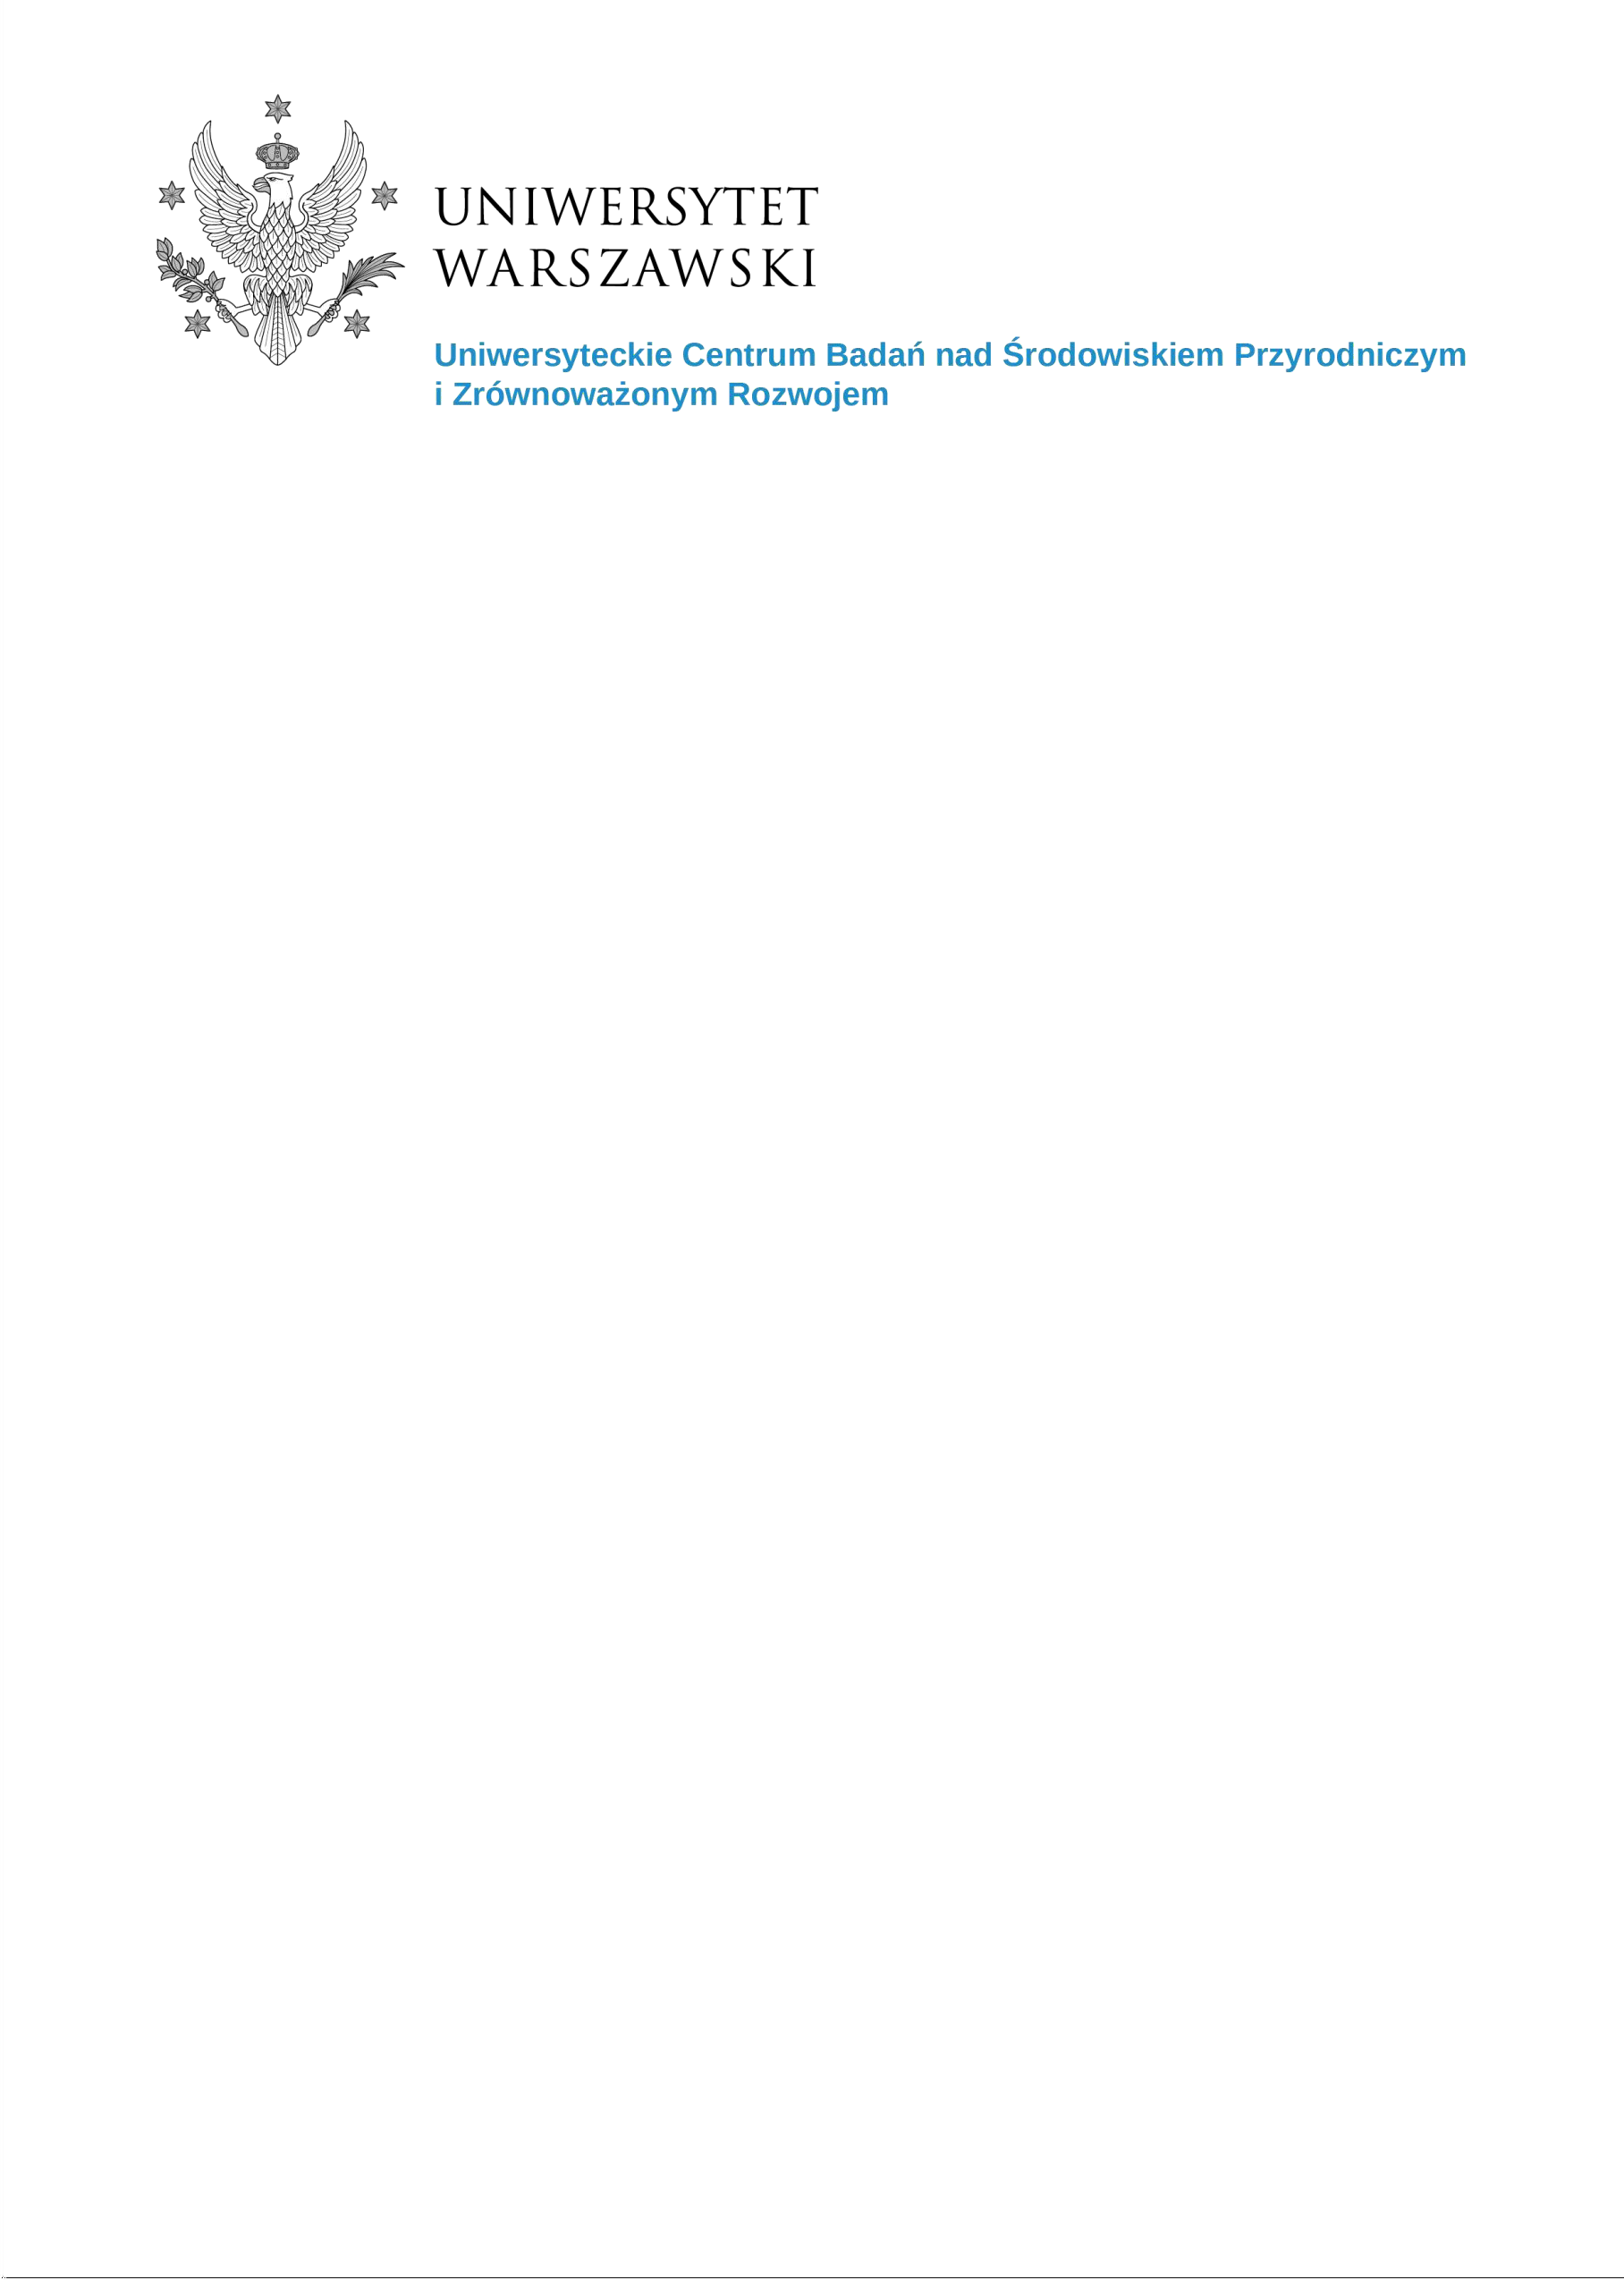 UNIWERSYTET
WARSZAWSKI
Uniwersyteckie Centrum Badań nad Środowiskiem Przyrodniczym
i Zrównoważonym Rozwojem